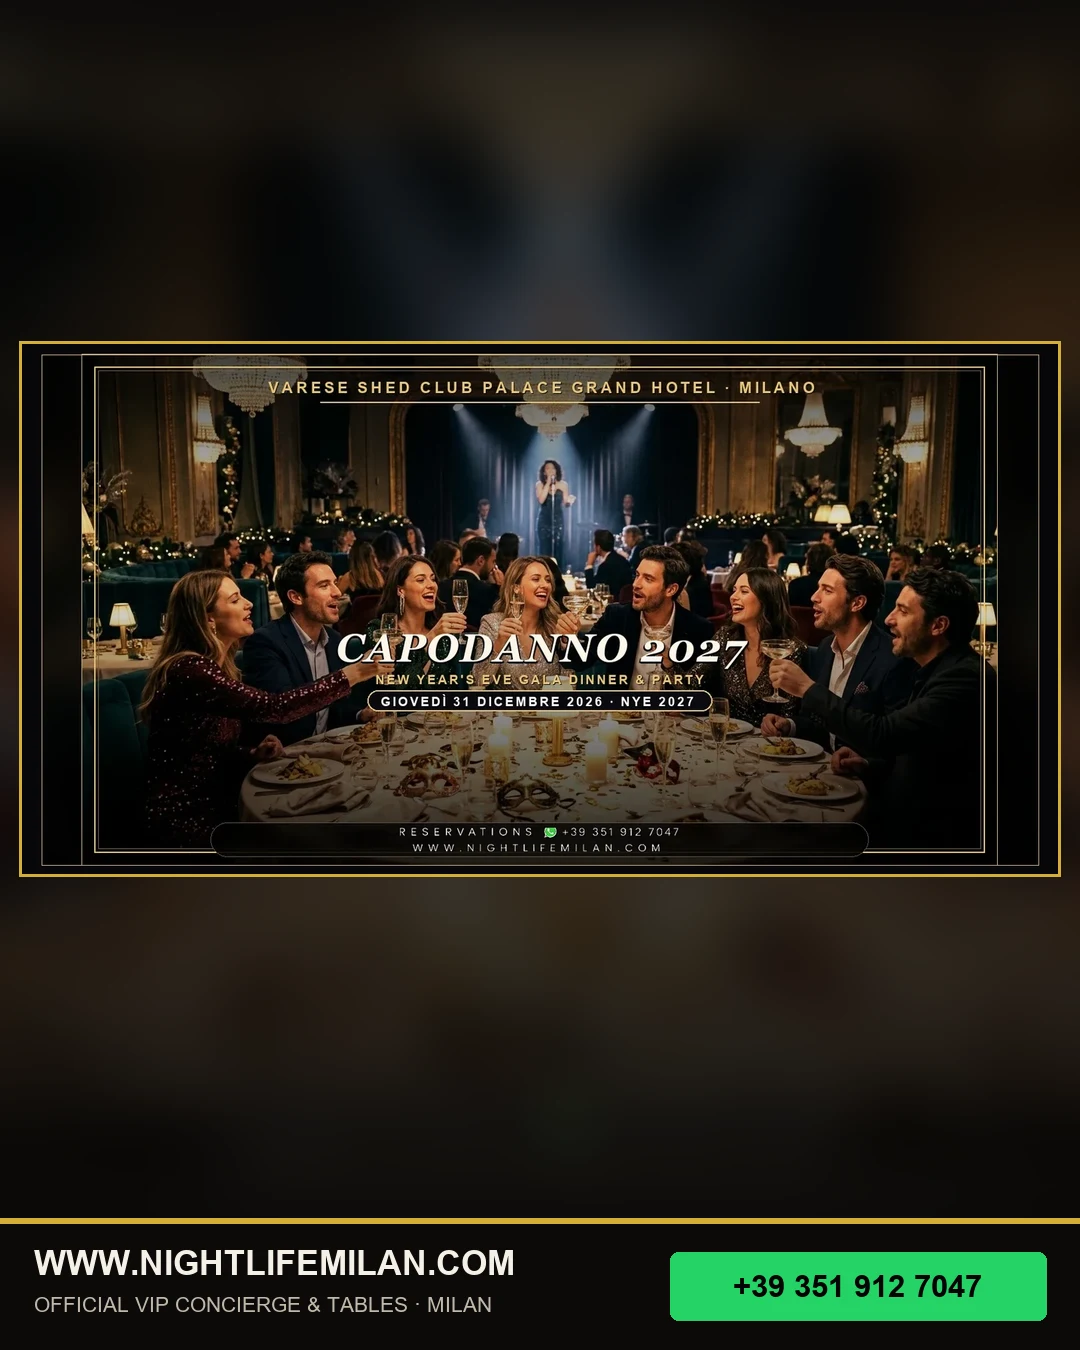 VARESE SHED CLUB PALACE GRAND HOTEL · MILANO
CAPODANNO 2027
NEW YEAR'S EVE GALA DINNER & PARTY
GIOVEDÌ 31 DICEMBRE 2026 · NYE 2027
RESERVATIONS +39 351 912 7047
WWW.NIGHTLIFEMILAN.COM
WWW.NIGHTLIFEMILAN.COM
OFFICIAL VIP CONCIERGE & TABLES · MILAN
+39 351 912 7047